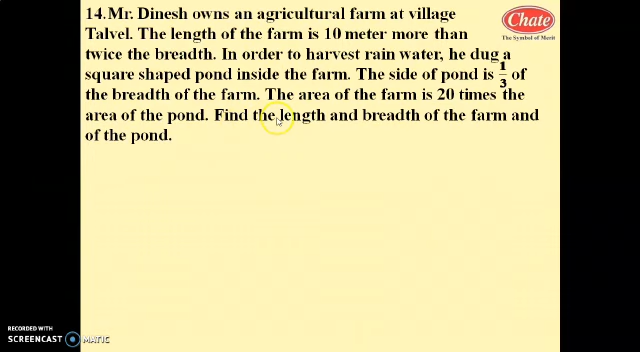 14.Mr. Dinesh owns an agricultural farm at village
Talvel. The length of the farm is 10 meter more than
twice the breadth. In order to harvest rain water, he dug a
square shaped pond inside the farm. The side of pond is 1/3 of
the breadth of the farm. The area of the farm is 20 times the
area of the pond. Find the length and breadth of the farm and
of the pond.
Chate
The Symbol of Merit
RECORDED WITH
SCREENCAST MATIC